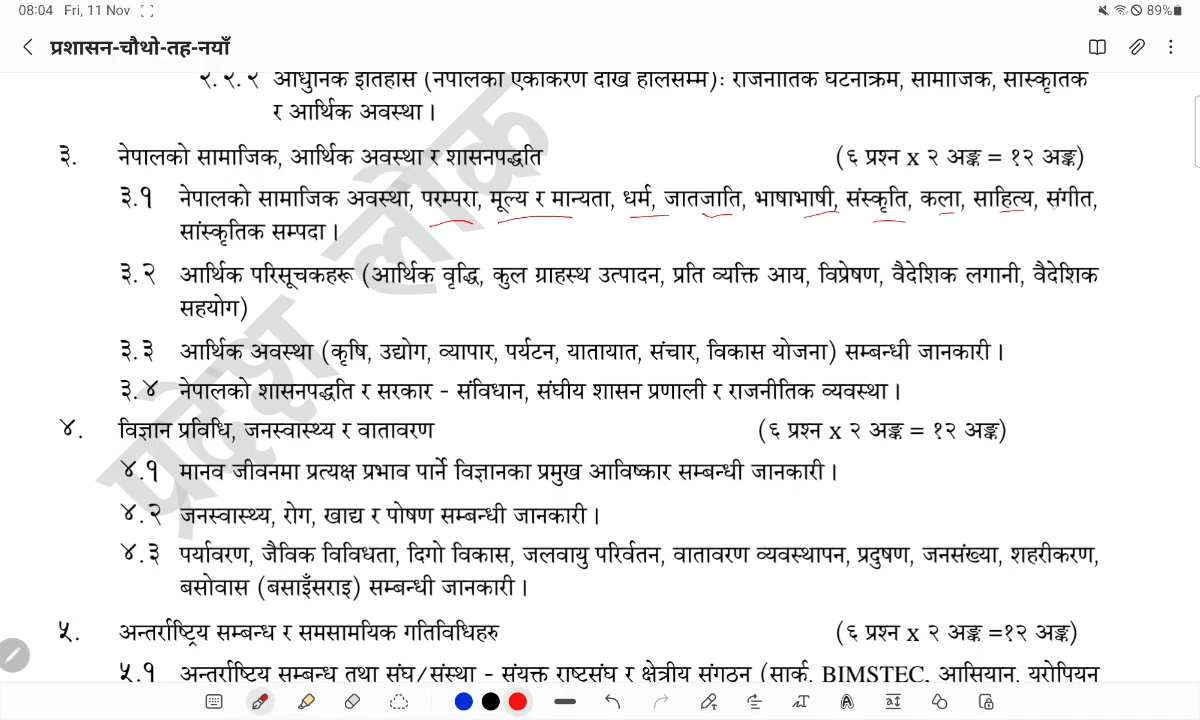 08:04 Fri, 11 Nov 89%
प्रशासन-चौथो-तह-नयाँ
२.२.२ आधुनिक इतिहास (नेपालको एकीकरण देखि हालसम्म): राजनीतिक घटनाक्रम, सामाजिक, सांस्कृतिक
र आर्थिक अवस्था ।
३. नेपालको सामाजिक, आर्थिक अवस्था र शासनपद्धति (६ प्रश्न x २ अङ्क = १२ अङ्क)
३.१ नेपालको सामाजिक अवस्था, परम्परा, मूल्य र मान्यता, धर्म, जातजाति, भाषाभाषी, संस्कृति, कला, साहित्य, संगीत,
सांस्कृतिक सम्पदा ।
३.२ आर्थिक परिसूचकहरू (आर्थिक वृद्धि, कुल ग्राहस्थ उत्पादन, प्रति व्यक्ति आय, विप्रेषण, वैदेशिक लगानी, वैदेशिक
सहयोग)
३.३ आर्थिक अवस्था (कृषि, उद्योग, व्यापार, पर्यटन, यातायात, संचार, विकास योजना) सम्बन्धी जानकारी ।
३.४ नेपालको शासनपद्धति र सरकार - संविधान, संघीय शासन प्रणाली र राजनीतिक व्यवस्था ।
४. विज्ञान प्रविधि, जनस्वास्थ्य र वातावरण (६ प्रश्न x २ अङ्क = १२ अङ्क)
४.१ मानव जीवनमा प्रत्यक्ष प्रभाव पार्ने विज्ञानका प्रमुख आविष्कार सम्बन्धी जानकारी ।
४.२ जनस्वास्थ्य, रोग, खाद्य र पोषण सम्बन्धी जानकारी ।
४.३ पर्यावरण, जैविक विविधता, दिगो विकास, जलवायु परिर्वतन, वातावरण व्यवस्थापन, प्रदुषण, जनसंख्या, शहरीकरण,
बसोवास (बसाइँसराइ) सम्बन्धी जानकारी ।
५. अन्तर्राष्ट्रिय सम्बन्ध र समसामयिक गतिविधिहरु (६ प्रश्न x २ अङ्क =१२ अङ्क)
५.१ अन्तर्राष्ट्रिय सम्बन्ध तथा संघ/संस्था - संयुक्त राष्ट्रसंघ र क्षेत्रीय संगठन (सार्क, BIMSTEC, आसियान, युरोपियन
प्रदेश लोक